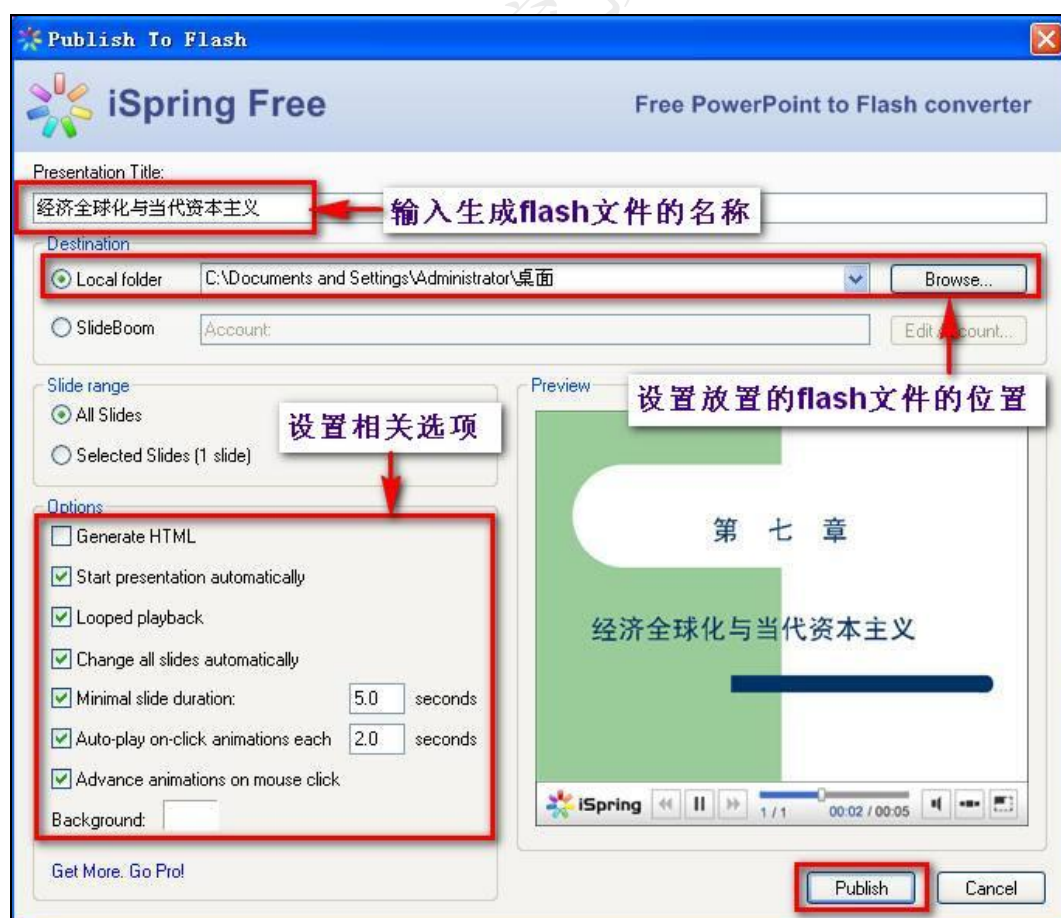 Publish To Flash
iSpring Free
Free PowerPoint to Flash converter
Presentation Title:
经济全球化与当代资本主义
输入生成flash文件的名称
Destination
Local folder
C:\Documents and Settings\Administrator\桌面
Browse...
SlideBoom
Account:
Edit Account...
设置放置的flash文件的位置
Slide range
All Slides
Selected Slides (1 slide)
设置相关选项
Preview
Options
Generate HTML
Start presentation automatically
Looped playback
Change all slides automatically
Minimal slide duration: 5.0 seconds
Auto-play on-click animations each 2.0 seconds
Advance animations on mouse click
Background:
第 七 章
经济全球化与当代资本主义
iSpring
1 / 1
00:02 / 00:05
Get More. Go Pro!
Publish
Cancel